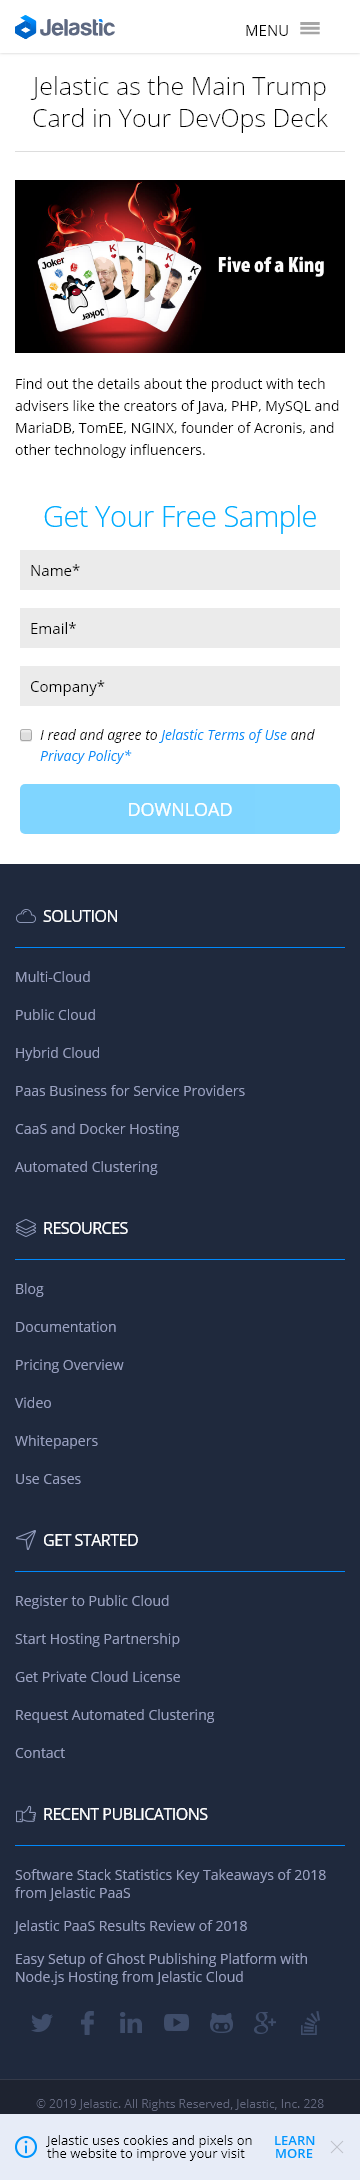 Jelastic
MENU
Jelastic as the Main Trump
Card in Your DevOps Deck
Joker
K
K
K
K
Joker
Five of a King
Find out the details about the product with tech
advisers like the creators of Java, PHP, MySQL and
MariaDB, TomEE, NGINX, founder of Acronis, and
other technology influencers.
Get Your Free Sample
Name*
Email*
Company*
I read and agree to Jelastic Terms of Use and
Privacy Policy*
DOWNLOAD
SOLUTION
Multi-Cloud
Public Cloud
Hybrid Cloud
Paas Business for Service Providers
CaaS and Docker Hosting
Automated Clustering
RESOURCES
Blog
Documentation
Pricing Overview
Video
Whitepapers
Use Cases
GET STARTED
Register to Public Cloud
Start Hosting Partnership
Get Private Cloud License
Request Automated Clustering
Contact
RECENT PUBLICATIONS
Software Stack Statistics Key Takeaways of 2018
from Jelastic PaaS
Jelastic PaaS Results Review of 2018
Easy Setup of Ghost Publishing Platform with
Node.js Hosting from Jelastic Cloud
© 2019 Jelastic. All Rights Reserved, Jelastic, Inc. 228
Jelastic uses cookies and pixels on
the website to improve your visit
LEARN
MORE